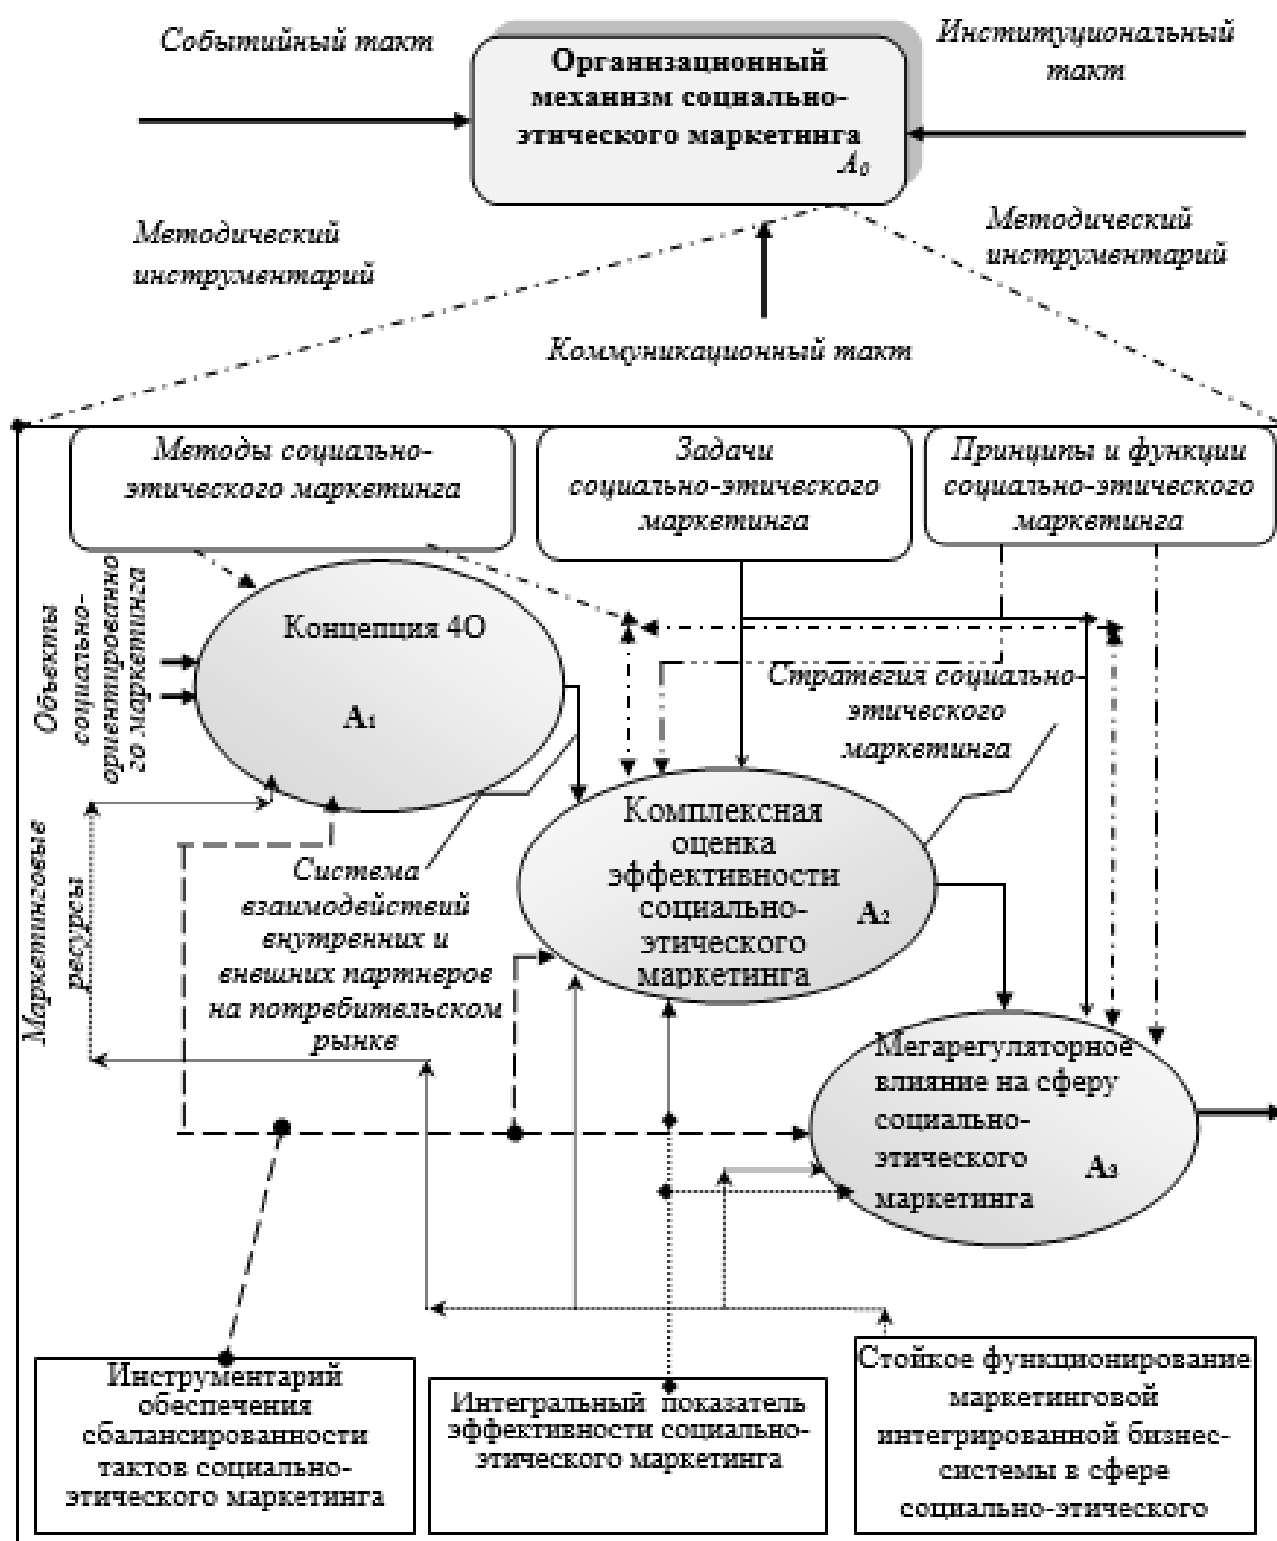 Событийный такт
Организационный
механизм социально-
этического маркетинга
A0
Институциональный
такт
Методический
инструментарий
Методический
инструментарий
Коммуникационный такт
Методы социально-
этического маркетинга
Задачи
социально-этического
маркетинга
Принципы и функции
социально-этического
маркетинга
Объекты
социально-
ориентированно
го маркетинга
Концепция 4О
А1
Стратегия социально-
этического
маркетинга
Маркетинговые
ресурсы
Система
взаимодействий
внутренних и
внешних партнеров
на потребительском
рынке
Комплексная
оценка
эффективности
социально-
этического
маркетинга
А2
Мегарегуляторное
влияние на сферу
социально-
этического
маркетинга
А3
Инструментарий
обеспечения
сбалансированности
тактов социально-
этического маркетинга
Интегральный показатель
эффективности социально-
этического маркетинга
Стойкое функционирование
маркетинговой
интегрированной бизнес-
системы в сфере
социально-этического